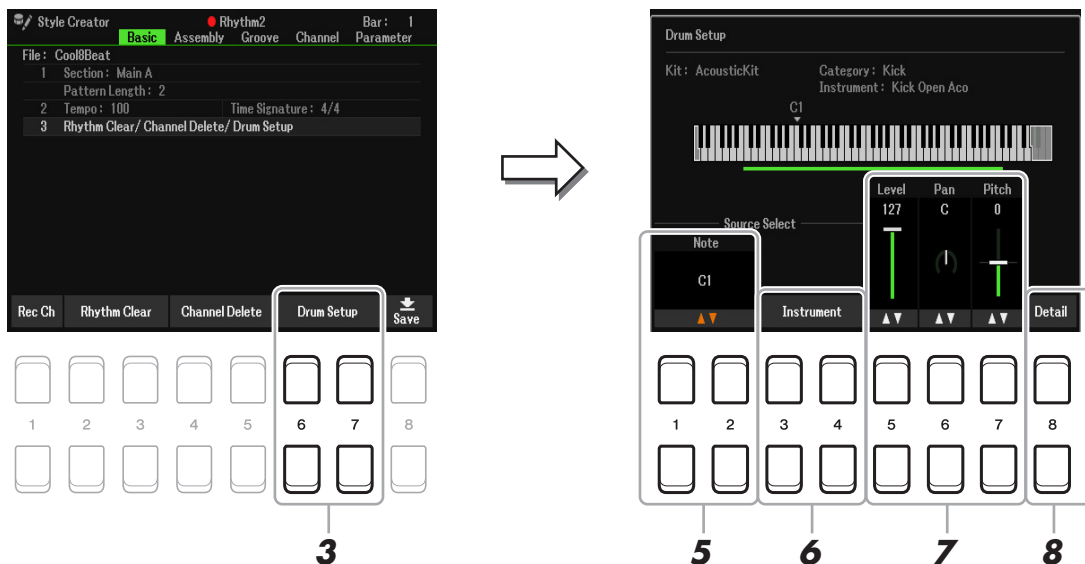 Style Creator Rhythm2 Bar: 1
Basic Assembly Groove Channel Parameter
File: Cool8Beat
1 Section: Main A
Pattern Length: 2
2 Tempo: 100 Time Signature: 4/4
3 Rhythm Clear/ Channel Delete/ Drum Setup
Rec Ch Rhythm Clear Channel Delete Drum Setup Save
1 2 3 4 5 6 7 8
3
Drum Setup
Kit: AcousticKit Category: Kick
Instrument: Kick Open Aco
C1
Level Pan Pitch
127 C 0
Source Select
Note
C1
Instrument Detail
1 2 3 4 5 6 7 8
5 6 7 8